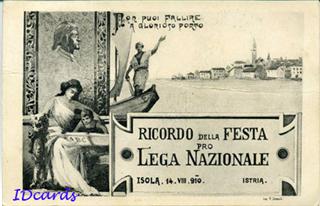 NON PUOI FALLIRE
A GLORIOSO PORTO
RICORDO DELLA FESTA
PRO
LEGA NAZIONALE
ISOLA, 14. VIII. 910.
ISTRIA.
IDcards